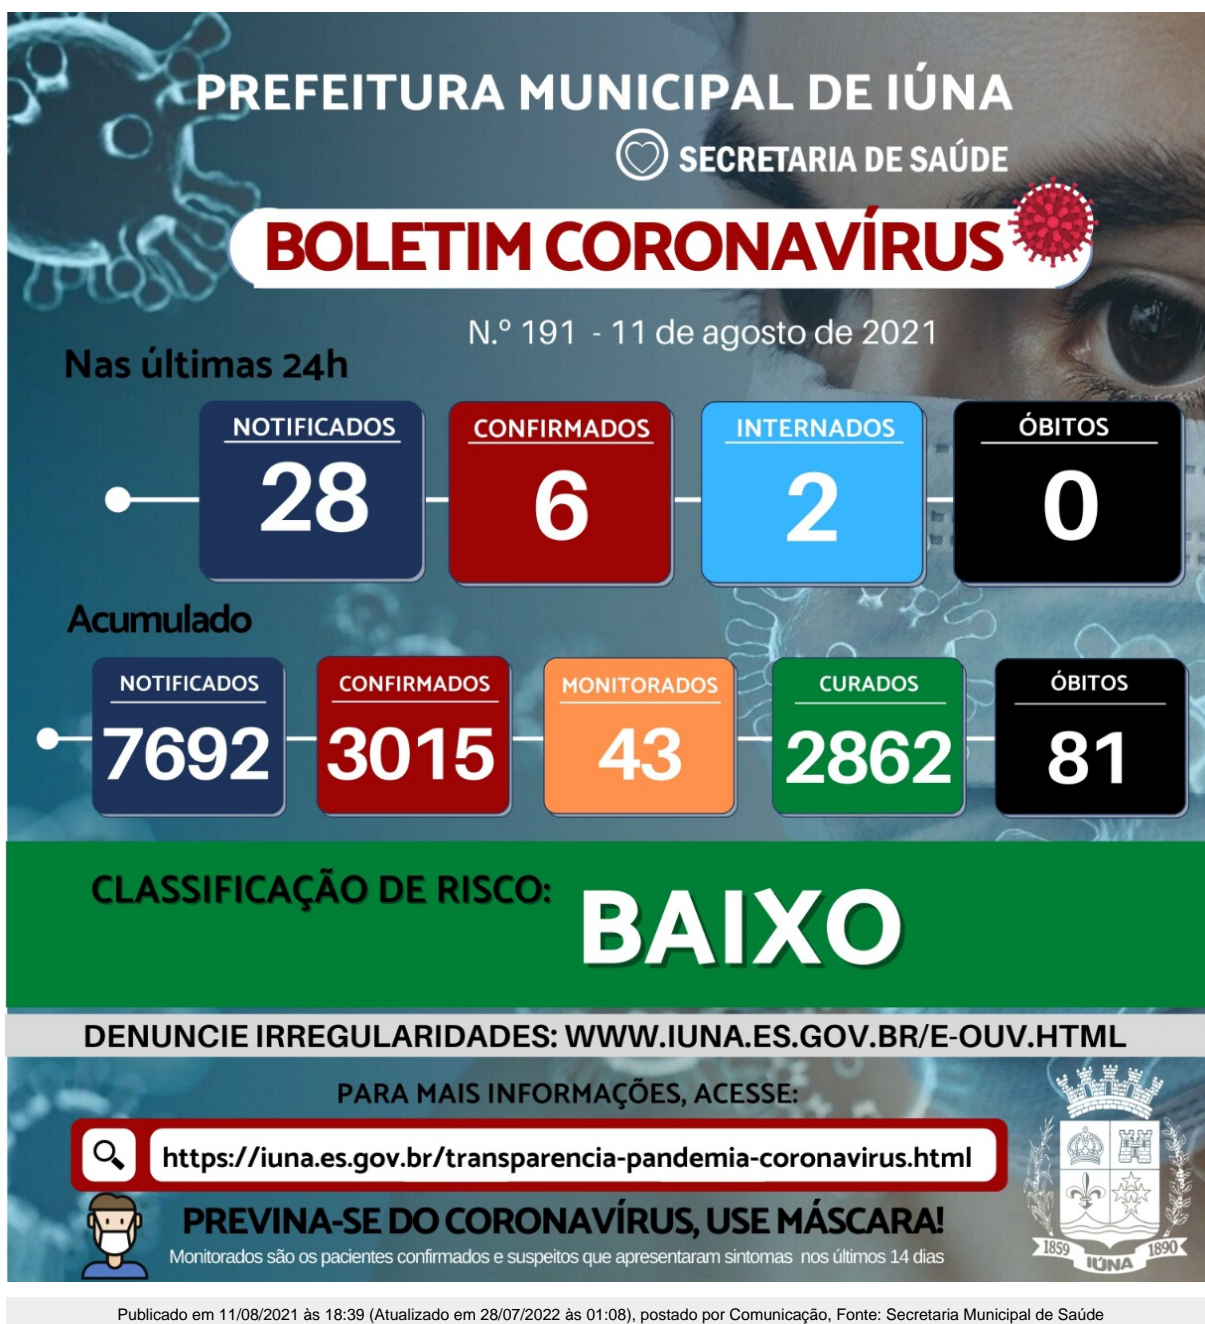 PREFEITURA MUNICIPAL DE IÚNA
SECRETARIA DE SAÚDE
BOLETIM CORONAVÍRUS
N.º 191 - 11 de agosto de 2021
Nas últimas 24h
NOTIFICADOS CONFIRMADOS INTERNADOS ÓBITOS
28 6 2 0
Acumulado
NOTIFICADOS CONFIRMADOS MONITORADOS CURADOS ÓBITOS
7692 3015 43 2862 81
CLASSIFICAÇÃO DE RISCO: BAIXO
DENUNCIE IRREGULARIDADES: WWW.IUNA.ES.GOV.BR/E-OUV.HTML
PARA MAIS INFORMAÇÕES, ACESSE:
https://iuna.es.gov.br/transparencia-pandemia-coronavirus.html
PREVINA-SE DO CORONAVÍRUS, USE MÁSCARA!
Monitorados são os pacientes confirmados e suspeitos que apresentaram sintomas nos últimos 14 dias
1859 IÚNA 1890
Publicado em 11/08/2021 às 18:39 (Atualizado em 28/07/2022 às 01:08), postado por Comunicação, Fonte: Secretaria Municipal de Saúde